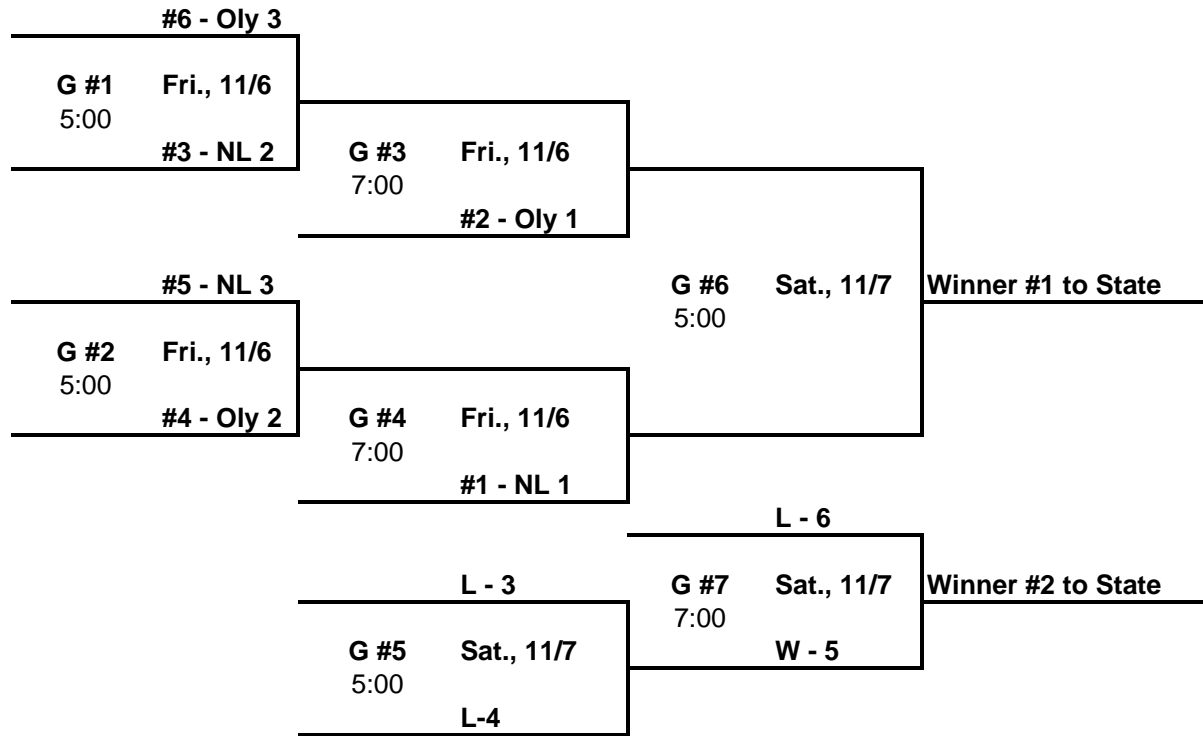 #6 - Oly 3
G #1 Fri., 11/6
5:00
#3 - NL 2
G #3 Fri., 11/6
7:00
#2 - Oly 1
#5 - NL 3
G #6 Sat., 11/7 Winner #1 to State
5:00
G #2 Fri., 11/6
5:00
#4 - Oly 2
G #4 Fri., 11/6
7:00
#1 - NL 1
L - 6
L - 3
G #7 Sat., 11/7 Winner #2 to State
7:00
G #5 Sat., 11/7
5:00
W - 5
L-4